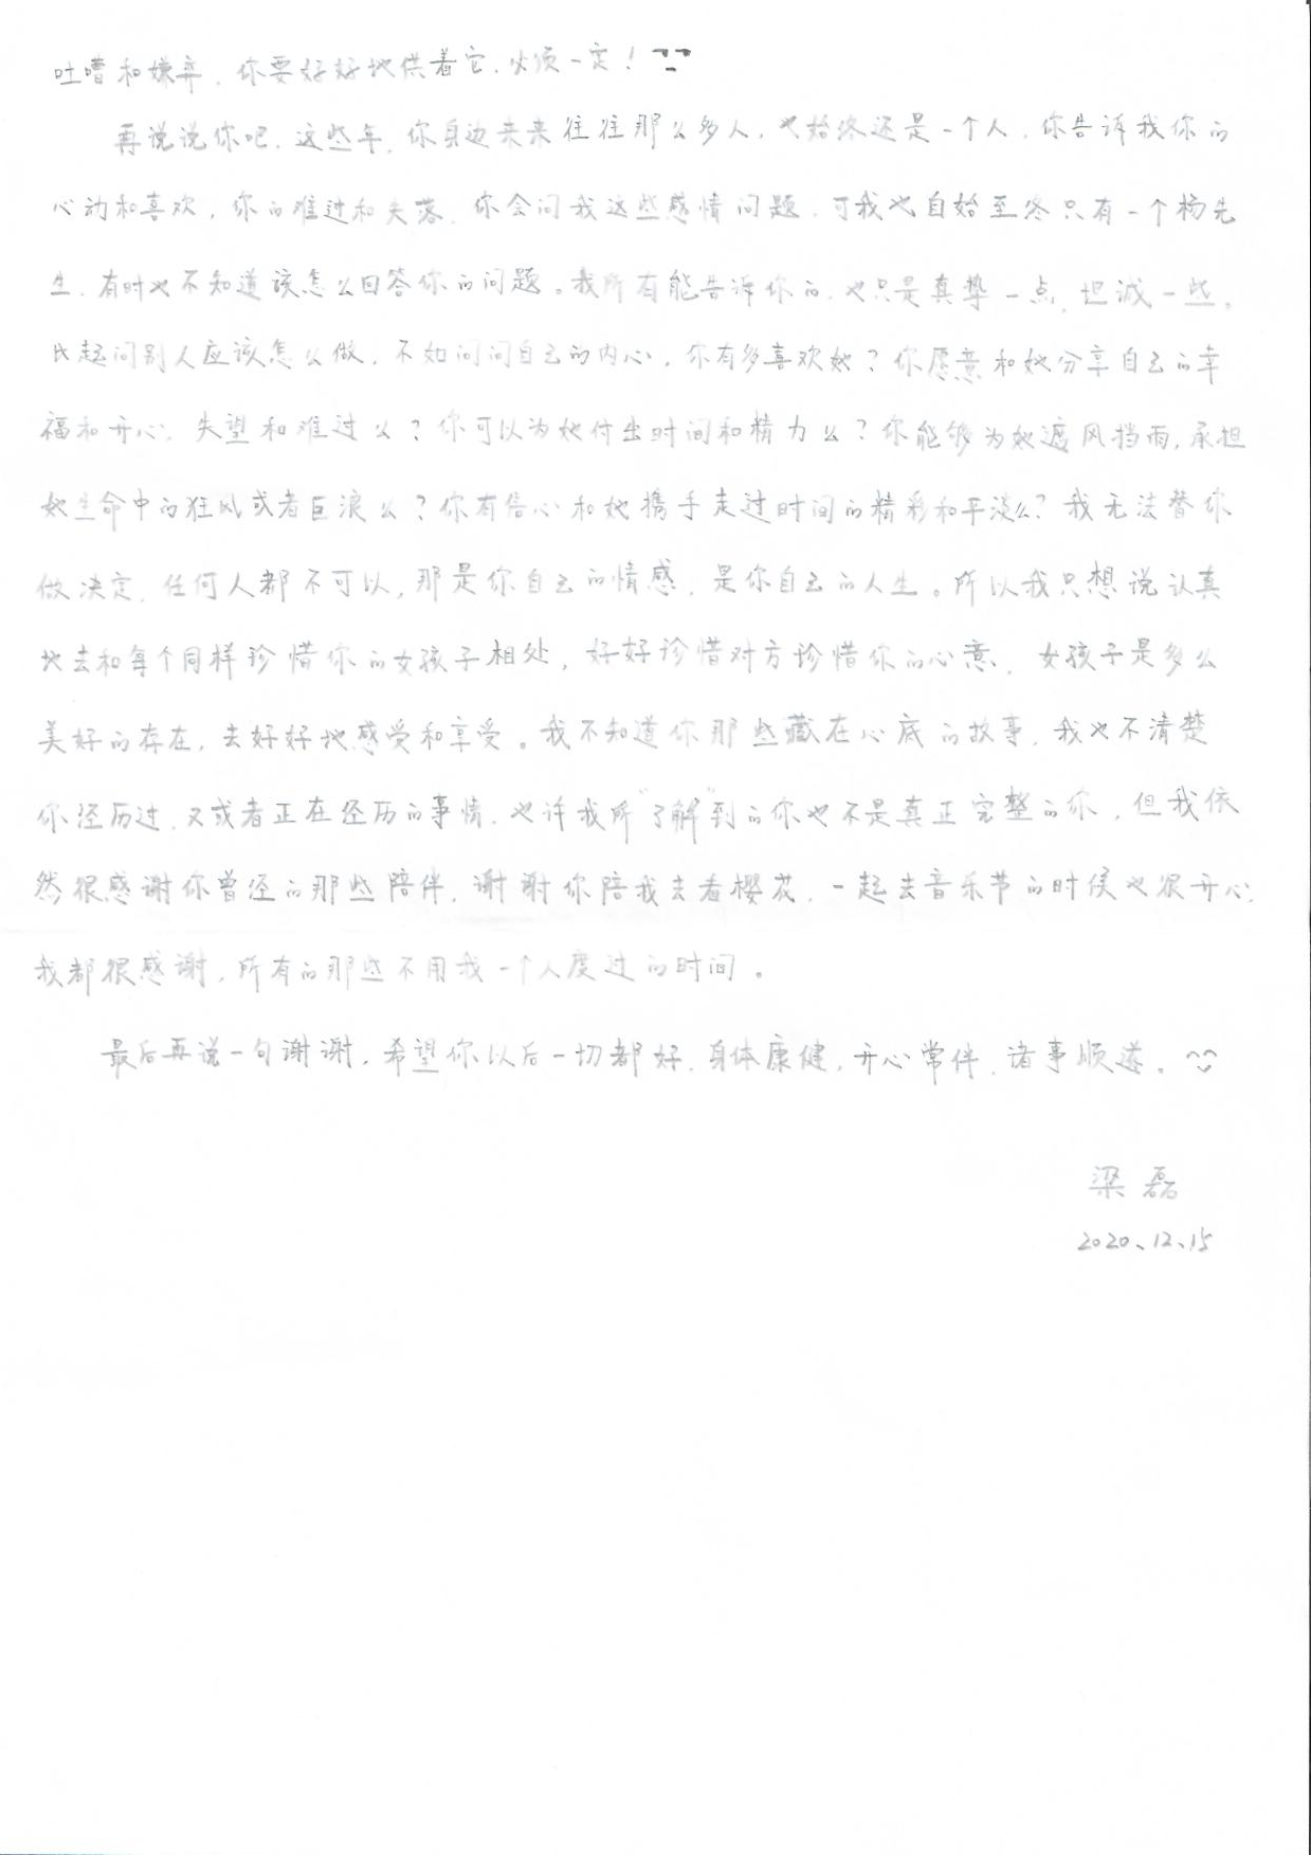 吐嘈和嫌弃，你要好好地供着它，必须一定！
再说说你吧，这些年，你身边来来往往那么多人，也始终还是一个人，你告诉我你的
心动和喜欢，你的难过和失落，你会问我这些感情问题，可我也自始至终只有一个杨先
生，有时也不知道该怎么回答你的问题。我所有能告诉你的，也只是真挚一点，坦诚一些，
比起问别人应该怎么做，不如问问自己的内心，你有多喜欢她？你愿意和她分享自己的幸
福和开心，失望和难过么？你可以为她付出时间和精力么？你能够为她遮风挡雨，承担
她生命中的狂风或者巨浪么？你有信心和她携手走过时间的精彩和平淡么？我无法替你
做决定，任何人都不可以，那是你自己的情感，是你自己的人生。所以我只想说认真
地去和每个同样珍惜你的女孩子相处，好好珍惜对方珍惜你的心意，女孩子是多么
美好的存在，去好好地感受和享受。我不知道你那些藏在心底的故事，我也不清楚
你经历过，又或者正在经历的事情，也许我所“了解”到的你也不是真正完整的你，但我依
然很感谢你曾经的那些陪伴，谢谢你陪我去看樱花，一起去音乐节的时候也很开心，
我都很感谢，所有的那些不用我一个人度过的时间。
最后再说一句谢谢，希望你以后一切都好，身体康健，开心常伴，诸事顺遂。
梁磊
2020、12、15